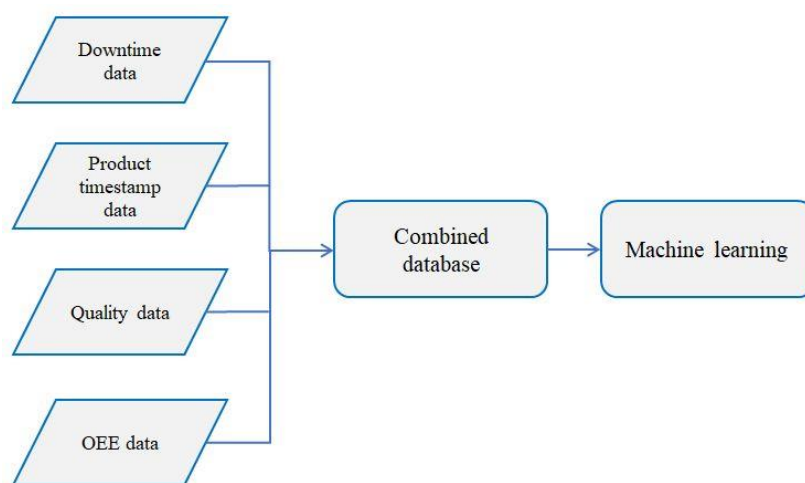 Downtime
data
Product
timestamp
data
Quality data
OEE data
Combined
database
Machine learning